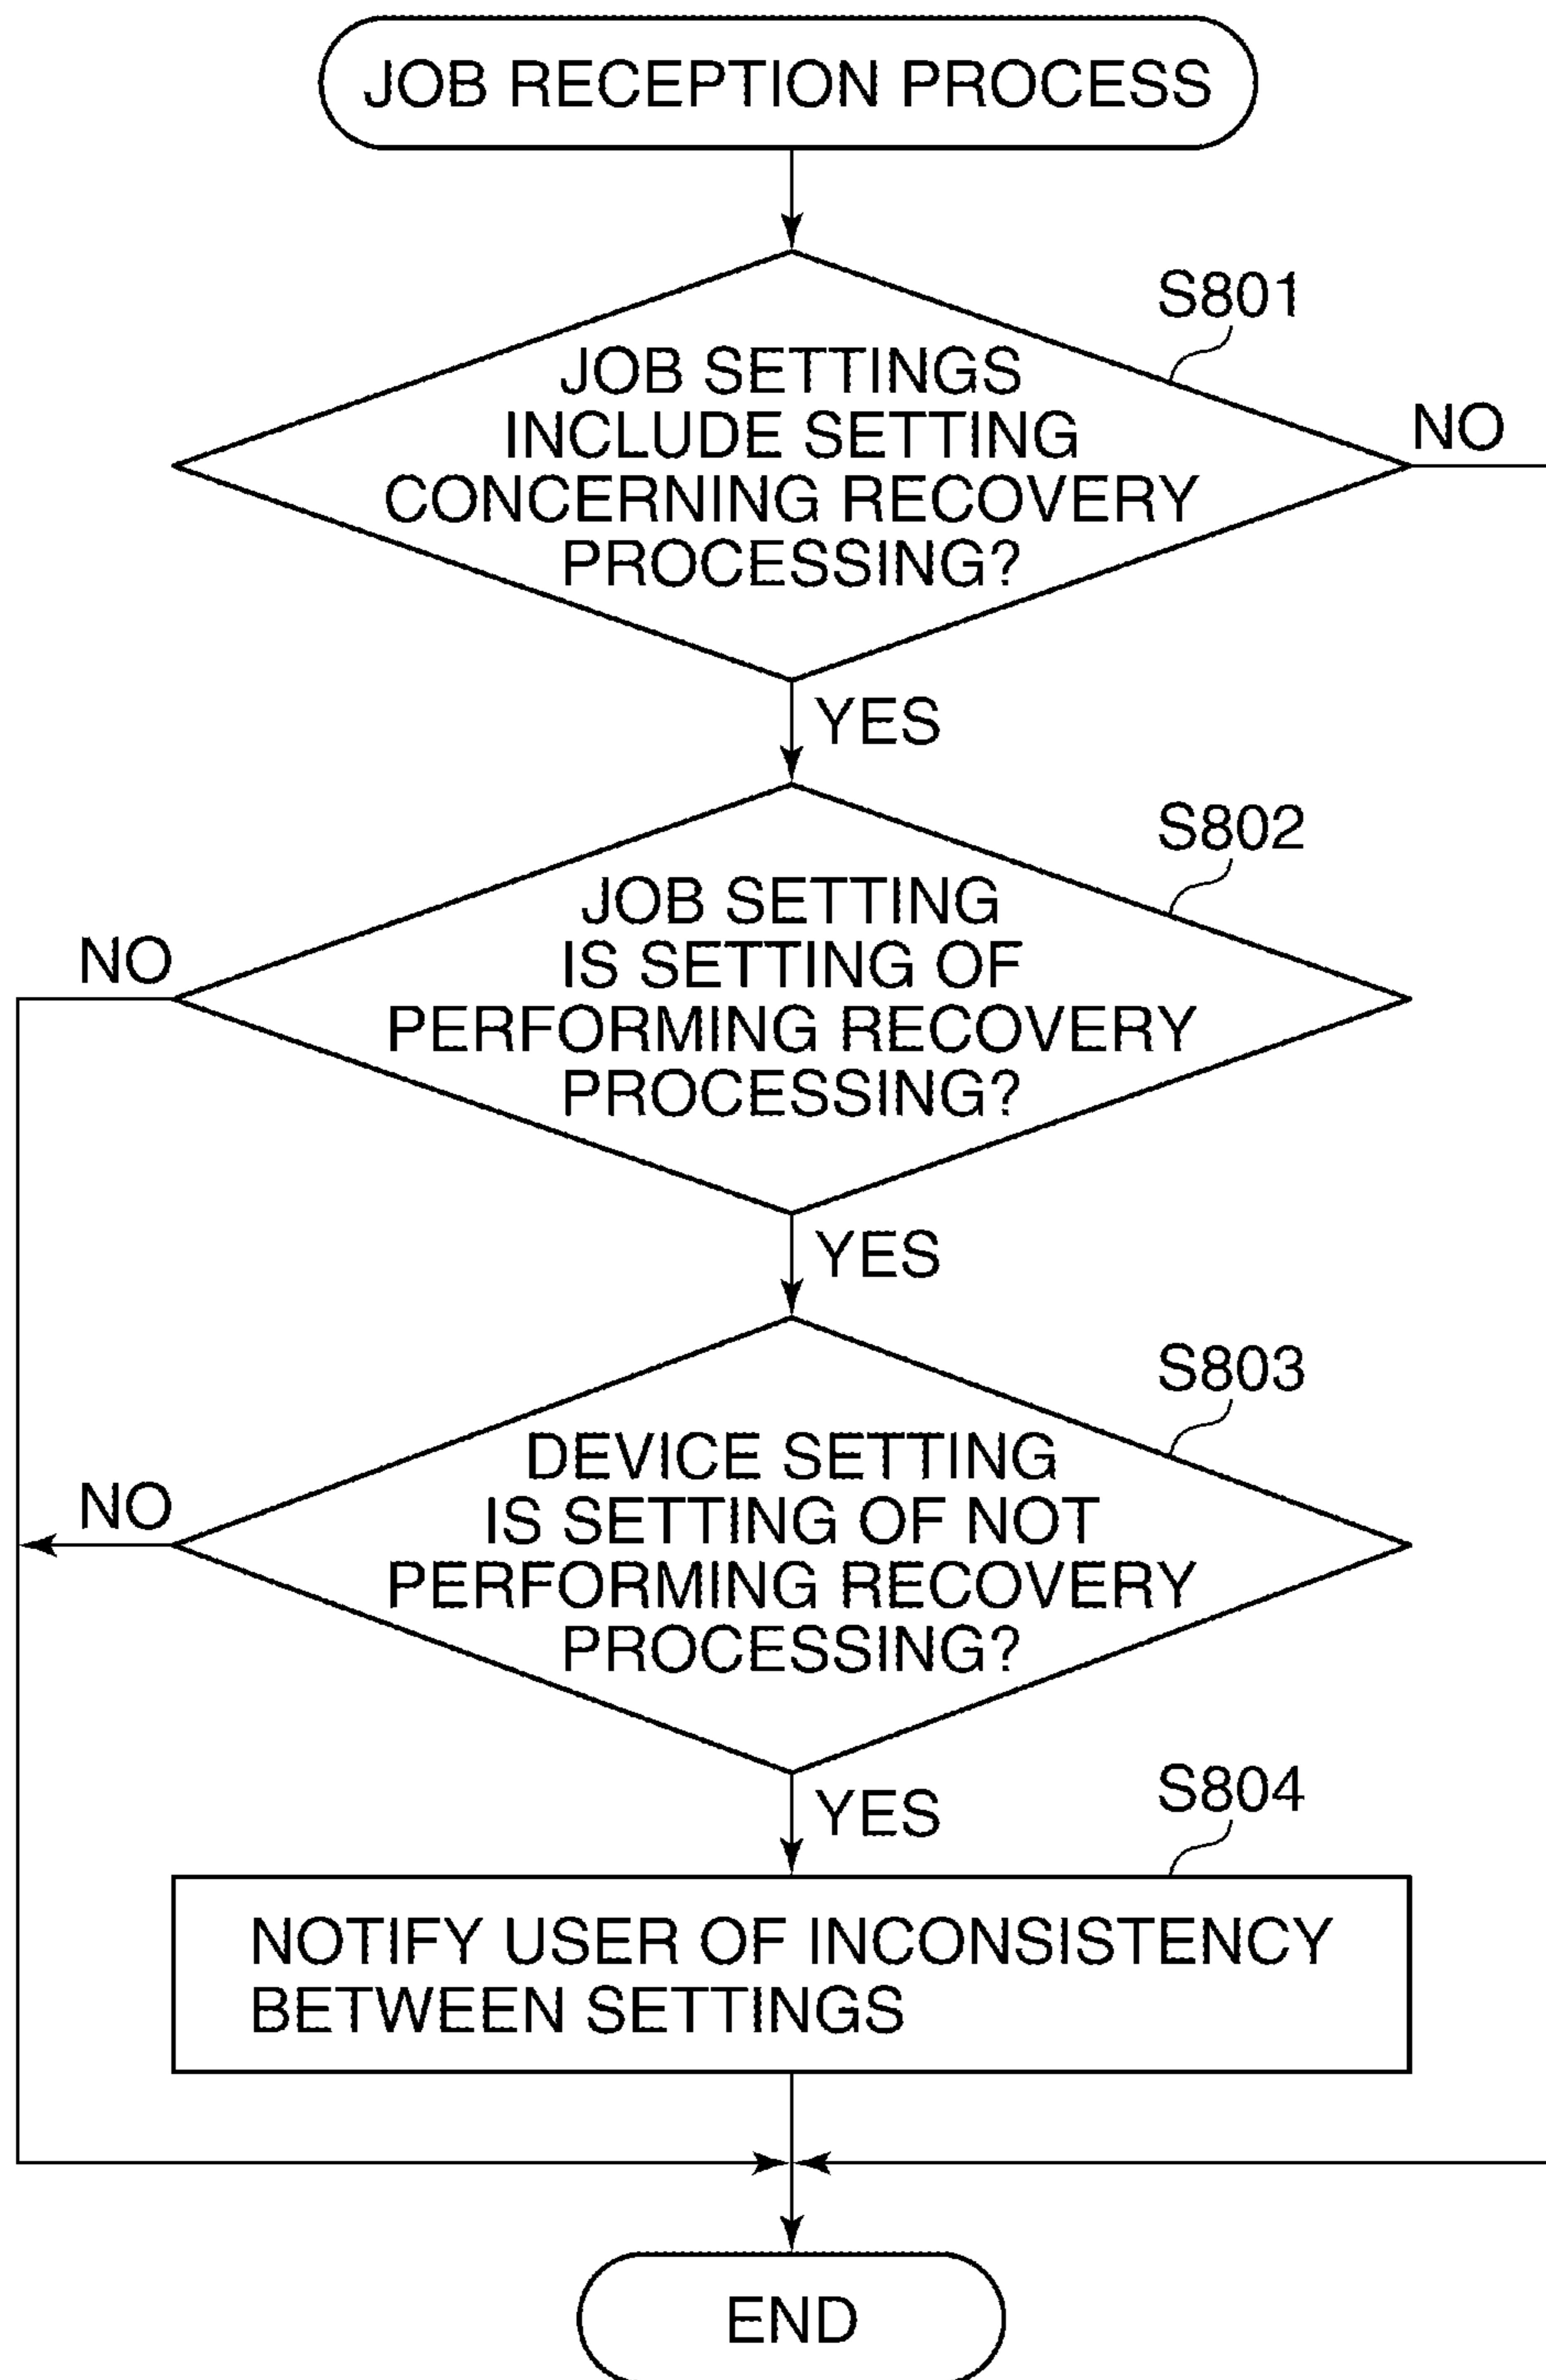 JOB RECEPTION PROCESS
S801
JOB SETTINGS
INCLUDE SETTING
CONCERNING RECOVERY
PROCESSING?
NO
YES
S802
JOB SETTING
IS SETTING OF
PERFORMING RECOVERY
PROCESSING?
NO
YES
S803
DEVICE SETTING
IS SETTING OF NOT
PERFORMING RECOVERY
PROCESSING?
NO
YES
S804
NOTIFY USER OF INCONSISTENCY
BETWEEN SETTINGS
END